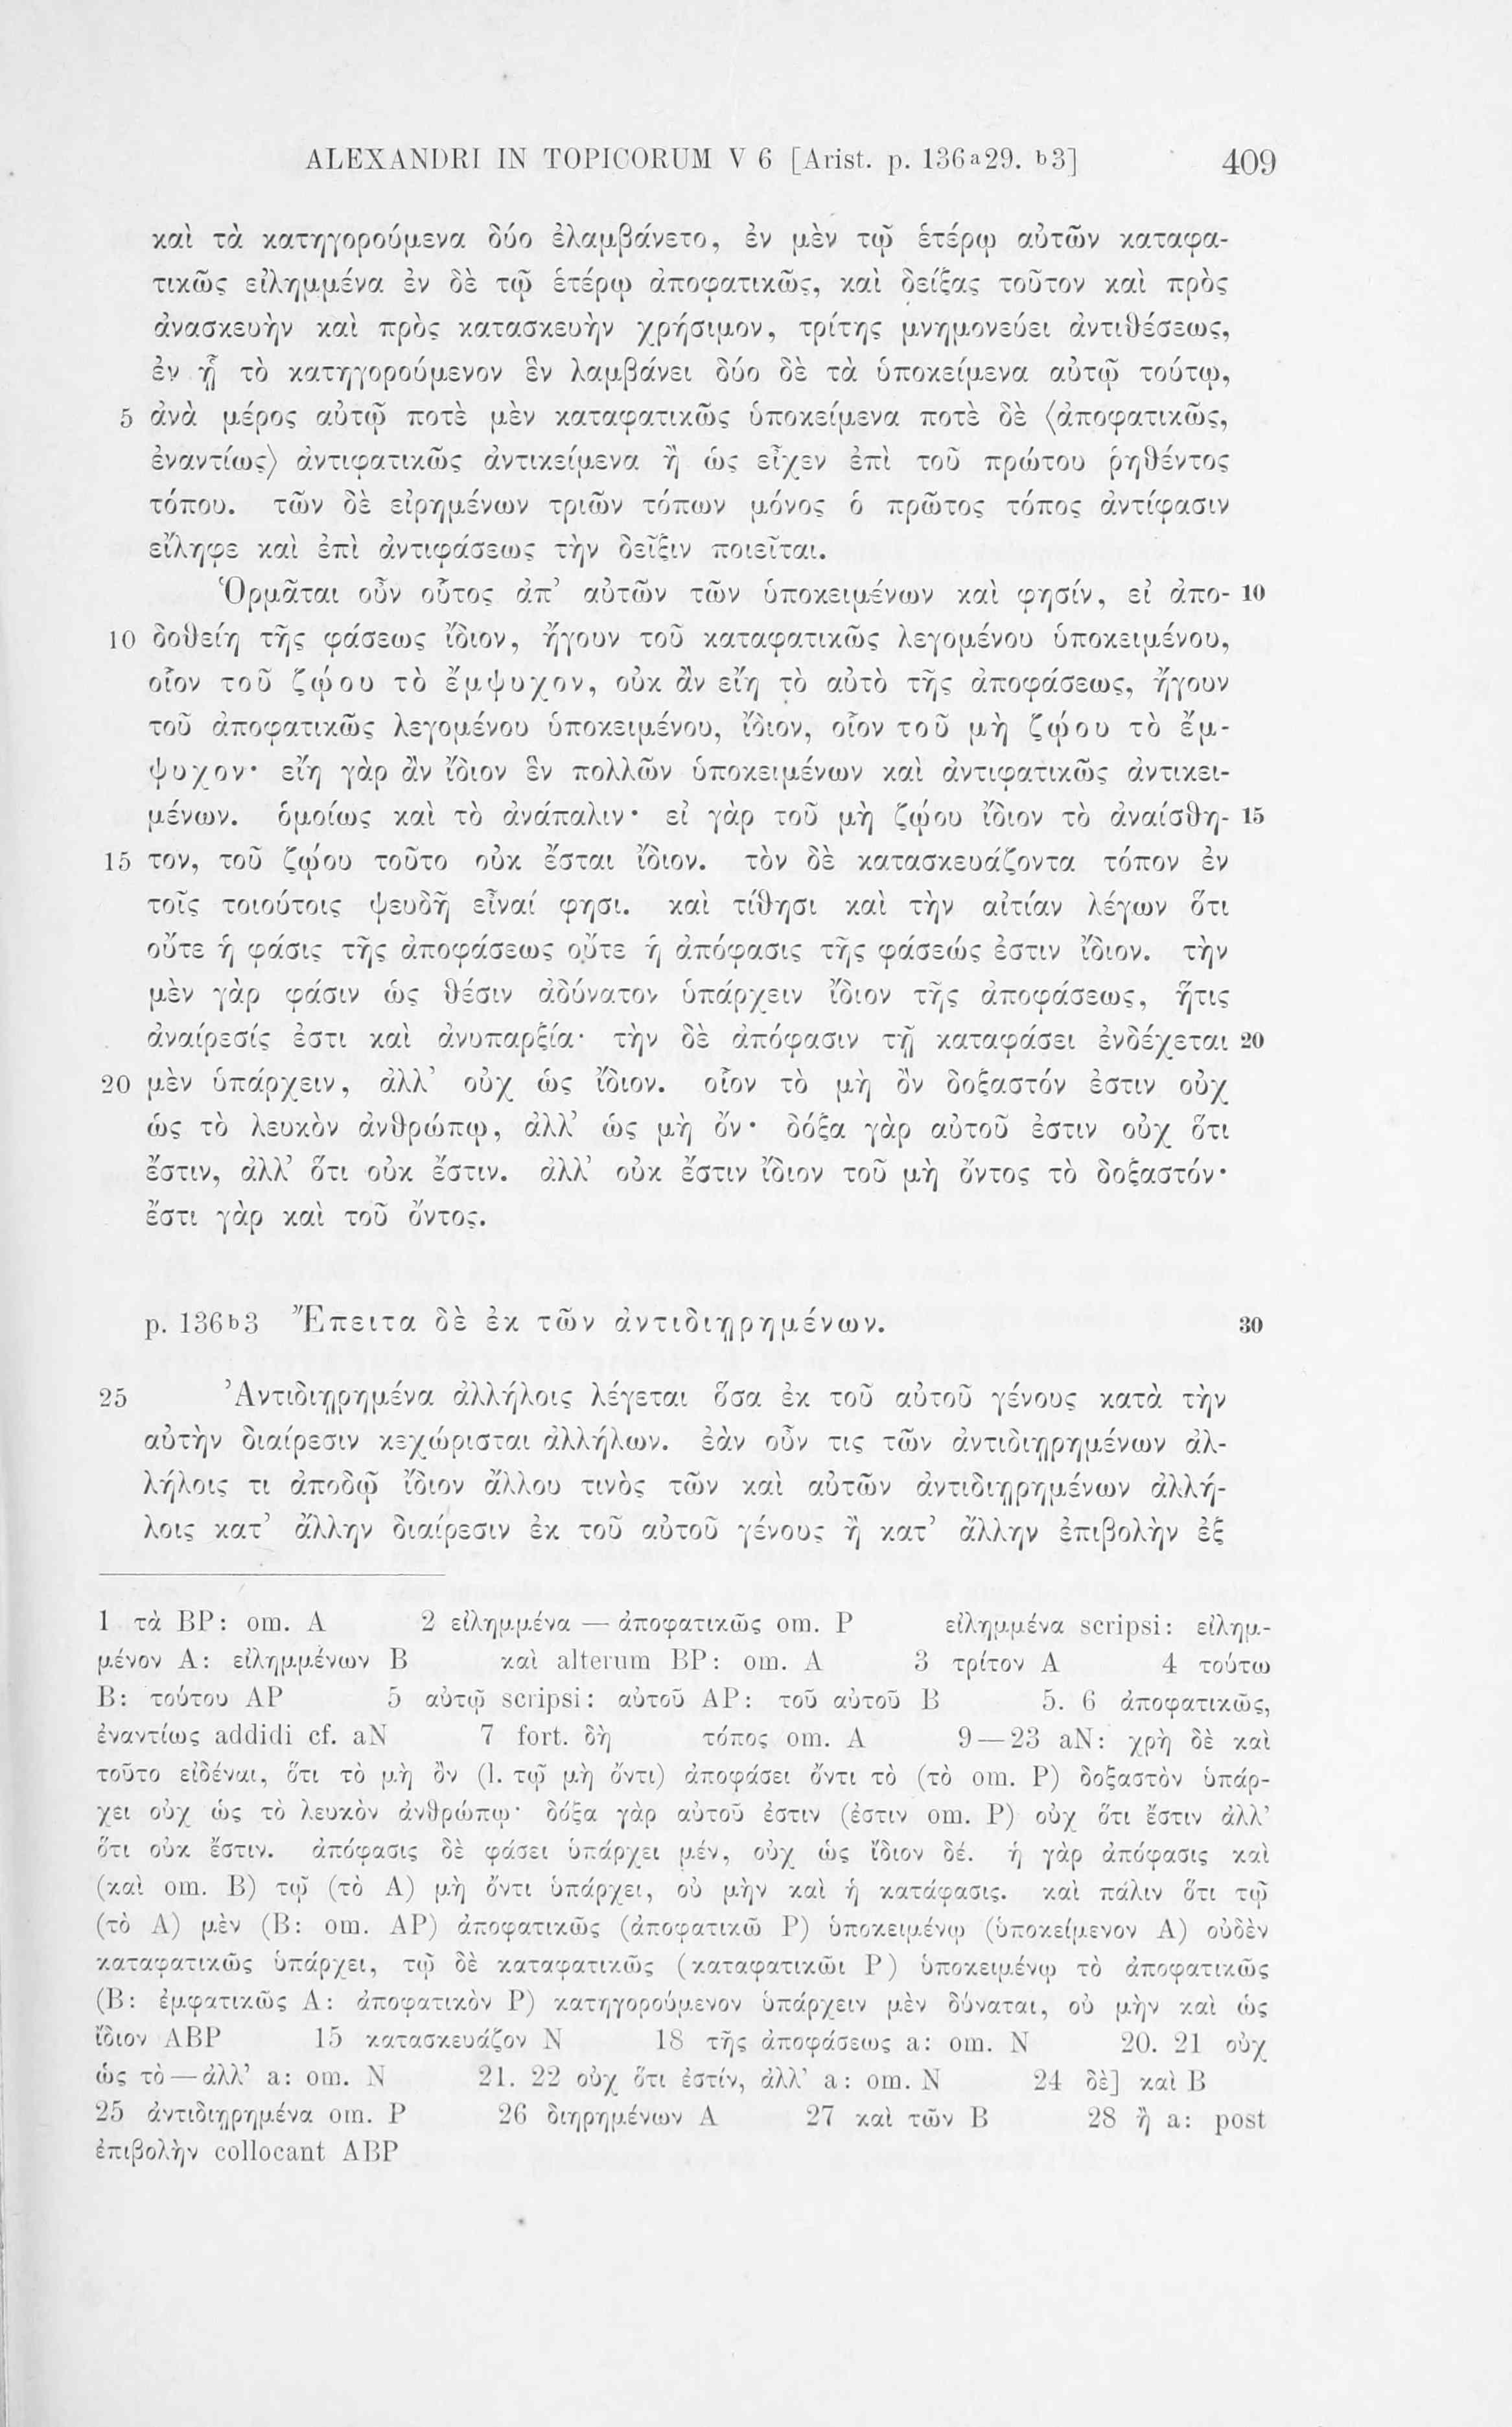 ALEXANDRI IN TOPICORUM V 6 [Arist. p. 136a29. b3] 409
καὶ τὰ κατηγορούμενα δύο ἐλαμβάνετο, ἐν μὲν τῷ ἑτέρῳ αὐτῶν καταφα-
τικῶς εἰλημμένα ἐν δὲ τῷ ἑτέρῳ ἀποφατικῶς, καὶ δείξας τοῦτον καὶ πρὸς
ἀνασκευὴν καὶ πρὸς κατασκευὴν χρήσιμον, τρίτης μνημονεύει ἀντιθέσεως,
ἐν ᾗ τὸ κατηγορούμενον ἓν λαμβάνει δύο δὲ τὰ ὑποκείμενα αὐτῷ τούτῳ,
5 ἀνὰ μέρος αὐτῷ ποτὲ μὲν καταφατικῶς ὑποκείμενα ποτὲ δὲ ⟨ἀποφατικῶς,
ἐναντίως⟩ ἀντιφατικῶς ἀντικείμενα ἢ ὡς εἶχεν ἐπὶ τοῦ πρώτου ῥηθέντος
τόπου. τῶν δὲ εἰρημένων τριῶν τόπων μόνος ὁ πρῶτος τόπος ἀντίφασιν
εἴληφε καὶ ἐπὶ ἀντιφάσεως τὴν δεῖξιν ποιεῖται.
Ὁρμᾶται οὖν οὗτος ἀπ’ αὐτῶν τῶν ὑποκειμένων καὶ φησίν, εἰ ἀπο- 10
10 δοθείη τῆς φάσεως ἴδιον, ἤγουν τοῦ καταφατικῶς λεγομένου ὑποκειμένου,
οἷον τοῦ ζῴου τὸ ἔμψυχον, οὐκ ἂν εἴη τὸ αὐτὸ τῆς ἀποφάσεως, ἤγουν
τοῦ ἀποφατικῶς λεγομένου ὑποκειμένου, ἴδιον, οἷον τοῦ μὴ ζῴου τὸ ἔμ-
ψυχον· εἴη γὰρ ἂν ἴδιον ἓν πολλῶν ὑποκειμένων καὶ ἀντιφατικῶς ἀντικει-
μένων. ὁμοίως καὶ τὸ ἀνάπαλιν· εἰ γὰρ τοῦ μὴ ζῴου ἴδιον τὸ ἀναίσθη- 15
15 τον, τοῦ ζῴου τοῦτο οὐκ ἔσται ἴδιον. τὸν δὲ κατασκευάζοντα τόπον ἐν
τοῖς τοιούτοις ψευδῆ εἶναί φησι. καὶ τίθησι καὶ τὴν αἰτίαν λέγων ὅτι
οὔτε ἡ φάσις τῆς ἀποφάσεως οὔτε ἡ ἀπόφασις τῆς φάσεώς ἐστιν ἴδιον. τὴν
μὲν γὰρ φάσιν ὡς θέσιν ἀδύνατον ὑπάρχειν ἴδιον τῆς ἀποφάσεως, ἥτις
ἀναίρεσίς ἐστι καὶ ἀνυπαρξία· τὴν δὲ ἀπόφασιν τῇ καταφάσει ἐνδέχεται 20
20 μὲν ὑπάρχειν, ἀλλ’ οὐχ ὡς ἴδιον. οἷον τὸ μὴ ὂν δοξαστόν ἐστιν οὐχ
ὡς τὸ λευκὸν ἀνθρώπῳ, ἀλλ’ ὡς μὴ ὄν· δόξα γὰρ αὐτοῦ ἐστιν οὐχ ὅτι
ἔστιν, ἀλλ’ ὅτι οὐκ ἔστιν. ἀλλ’ οὐκ ἔστιν ἴδιον τοῦ μὴ ὄντος τὸ δοξαστόν·
ἔστι γὰρ καὶ τοῦ ὄντος.
p. 136b3 Ἔπειτα δὲ ἐκ τῶν ἀντιδιῃρημένων. 30
25 Ἀντιδιῃρημένα ἀλλήλοις λέγεται ὅσα ἐκ τοῦ αὐτοῦ γένους κατὰ τὴν
αὐτὴν διαίρεσιν κεχώρισται ἀλλήλων. ἐὰν οὖν τις τῶν ἀντιδιῃρημένων ἀλ-
λήλοις τι ἀποδῷ ἴδιον ἄλλου τινὸς τῶν καὶ αὐτῶν ἀντιδιῃρημένων ἀλλή-
λοις κατ’ ἄλλην διαίρεσιν ἐκ τοῦ αὐτοῦ γένους ἢ κατ’ ἄλλην ἐπιβολὴν ἐξ
1 τὰ BP: om. A 2 εἰλημμένα — ἀποφατικῶς om. P εἰλημμένα scripsi: εἰλημ-
μένον A: εἰλημμένων B καὶ alterum BP: om. A 3 τρίτον A 4 τούτω
B: τούτου AP 5 αὐτῷ scripsi: αὐτοῦ AP: τοῦ αὐτοῦ B 5. 6 ἀποφατικῶς,
ἐναντίως addidi cf. aN 7 fort. δὴ τόπος om. A 9—23 aN: χρὴ δὲ καὶ
τοῦτο εἰδέναι, ὅτι τὸ μὴ ὂν (l. τῷ μὴ ὄντι) ἀποφάσει ὄντι τὸ (τὸ om. P) δοξαστὸν ὑπάρ-
χει οὐχ ὡς τὸ λευκὸν ἀνθρώπῳ· δόξα γὰρ αὐτοῦ ἐστιν (ἐστιν om. P) οὐχ ὅτι ἔστιν ἀλλ’
ὅτι οὐκ ἔστιν. ἀπόφασις δὲ φάσει ὑπάρχει μέν, οὐχ ὡς ἴδιον δέ. ἡ γὰρ ἀπόφασις καὶ
(καὶ om. B) τῷ (τὸ A) μὴ ὄντι ὑπάρχει, οὐ μὴν καὶ ἡ κατάφασις. καὶ πάλιν ὅτι τῷ
(τὸ A) μὲν (B: om. AP) ἀποφατικῶς (ἀποφατικῶ P) ὑποκειμένῳ (ὑποκείμενον A) οὐδὲν
καταφατικῶς ὑπάρχει, τῷ δὲ καταφατικῶς (καταφατικῶι P) ὑποκειμένῳ τὸ ἀποφατικῶς
(B: ἐμφατικῶς A: ἀποφατικὸν P) κατηγορούμενον ὑπάρχειν μὲν δύναται, οὐ μὴν καὶ ὡς
ἴδιον ABP 15 κατασκευάζον N 18 τῆς ἀποφάσεως a: om. N 20. 21 οὐχ
ὡς τὸ—ἀλλ’ a: om. N 21. 22 οὐχ ὅτι ἐστίν, ἀλλ’ a: om. N 24 δὲ] καὶ B
25 ἀντιδιῃρημένα om. P 26 διῃρημένων A 27 καὶ τῶν B 28 ἢ a: post
ἐπιβολὴν collocant ABP